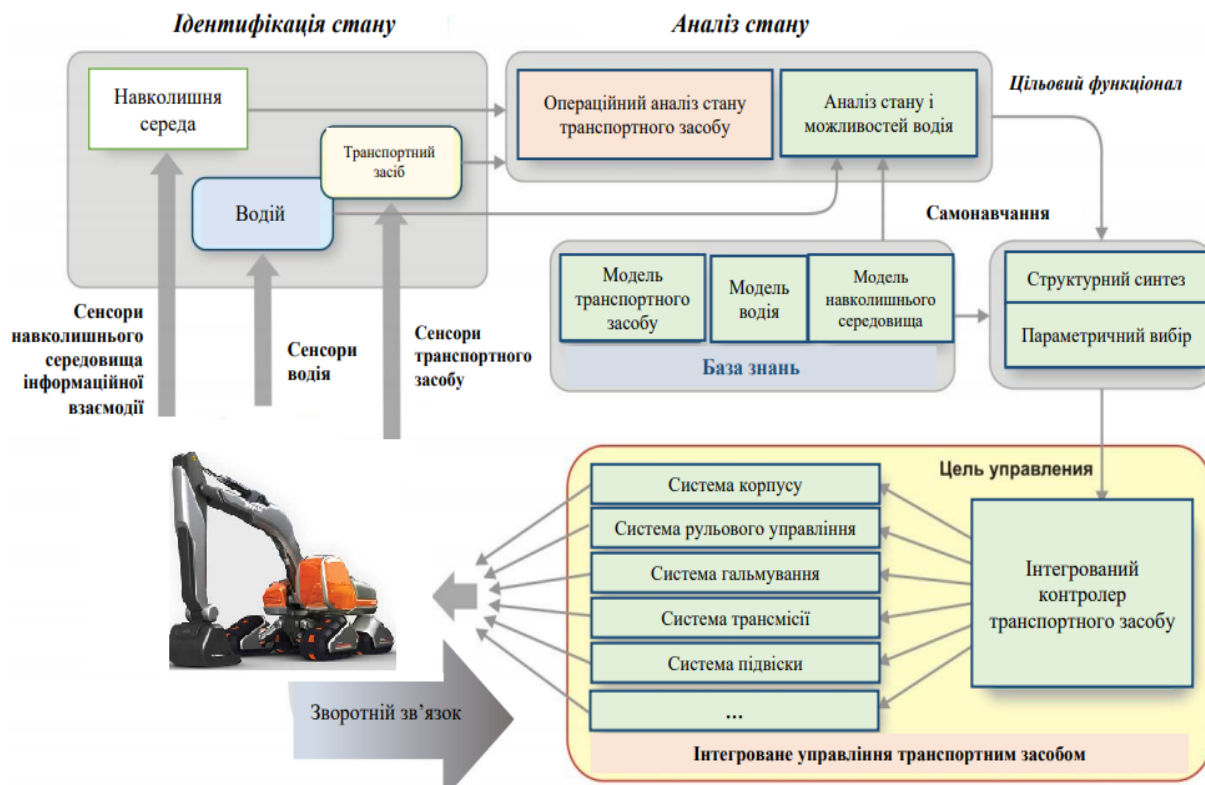 Ідентифікація стану
Аналіз стану
Навколишня
середа
Транспортний
засіб
Водій
Операційний аналіз стану
транспортного засобу
Аналіз стану і
можливостей водія
Цільовий функціонал
Самонавчання
Сенсори
навколишнього
середовища
інформаційної
взаємодії
Сенсори
водія
Сенсори
транспортного
засобу
Модель
транспортного
засобу
Модель
водія
Модель
навколишнього
середовища
База знань
Структурний синтез
Параметричний вибір
Цель управления
Система корпусу
Система рульового управління
Система гальмування
Система трансмісії
Система підвіски
...
Інтегрований
контролер
транспортного засобу
Зворотній зв’язок
Інтегроване управління транспортним засобом